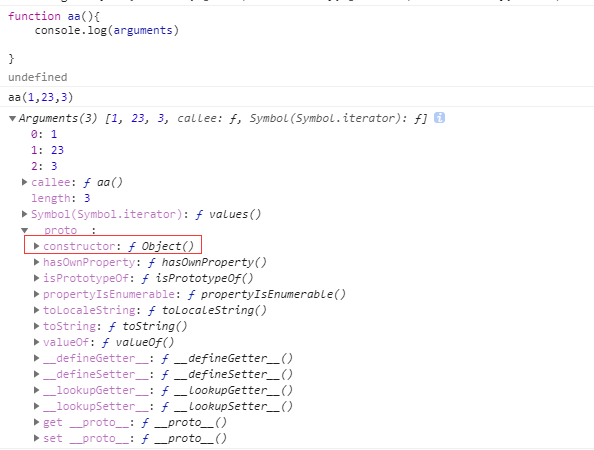 function aa(){
console.log(arguments)
}
undefined
aa(1,23,3)
Arguments(3) [1, 23, 3, callee: ƒ, Symbol(Symbol.iterator): ƒ]
0: 1
1: 23
2: 3
callee: ƒ aa()
length: 3
Symbol(Symbol.iterator): ƒ values()
__proto__:
constructor: ƒ Object()
hasOwnProperty: ƒ hasOwnProperty()
isPrototypeOf: ƒ isPrototypeOf()
propertyIsEnumerable: ƒ propertyIsEnumerable()
toLocaleString: ƒ toLocaleString()
toString: ƒ toString()
valueOf: ƒ valueOf()
__defineGetter__: ƒ __defineGetter__()
__defineSetter__: ƒ __defineSetter__()
__lookupGetter__: ƒ __lookupGetter__()
__lookupSetter__: ƒ __lookupSetter__()
get __proto__: ƒ __proto__()
set __proto__: ƒ __proto__()